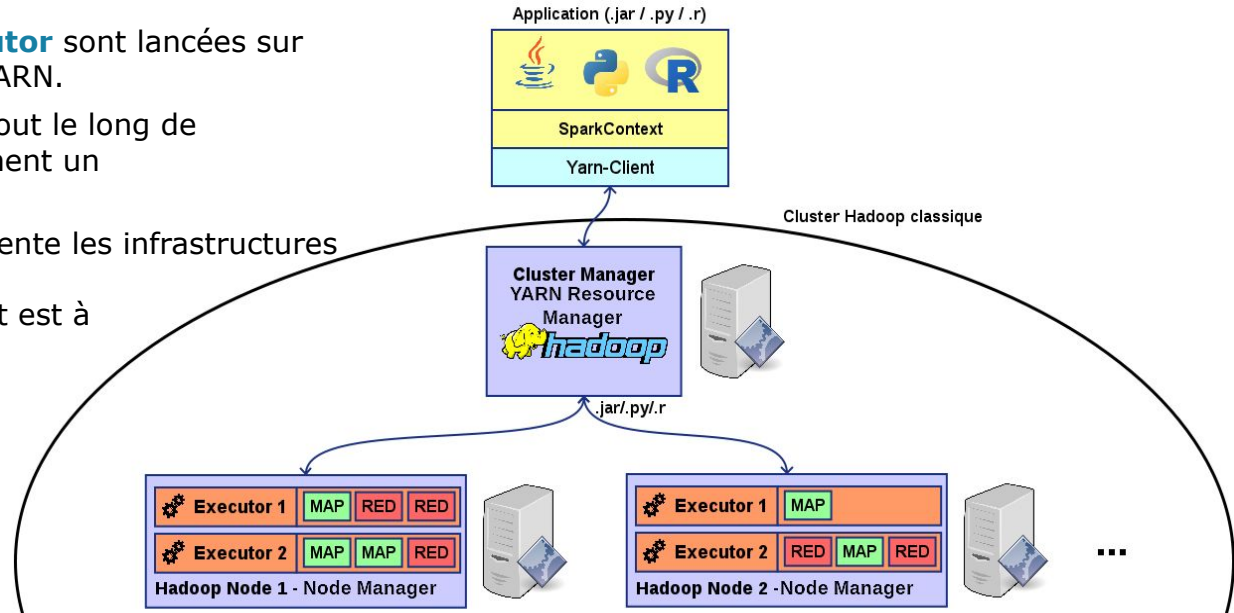 utor sont lancées sur
ARN.
out le long de
ment un
ente les infrastructures
t est à
Application (.jar / .py / .r)
R
SparkContext
Yarn-Client
Cluster Hadoop classique
Cluster Manager
YARN Resource
Manager
hadoop
.jar/.py/.r
Executor 1 MAP RED RED
Executor 2 MAP MAP RED
Hadoop Node 1 - Node Manager
Executor 1 MAP
Executor 2 RED MAP RED
Hadoop Node 2 -Node Manager
...